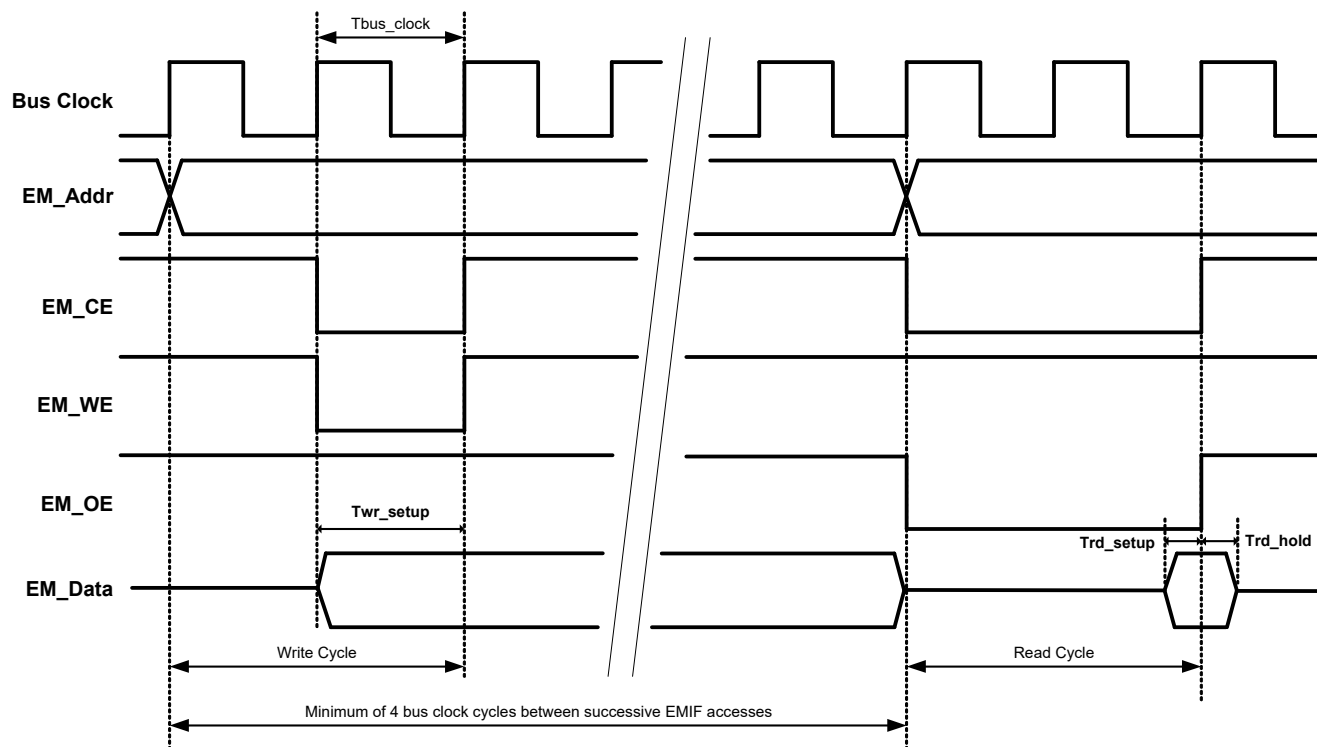 Tbus_clock
Bus Clock
EM_Addr
EM_CE
EM_WE
EM_OE
Twr_setup
Trd_setup
Trd_hold
EM_Data
Write Cycle
Read Cycle
Minimum of 4 bus clock cycles between successive EMIF accesses